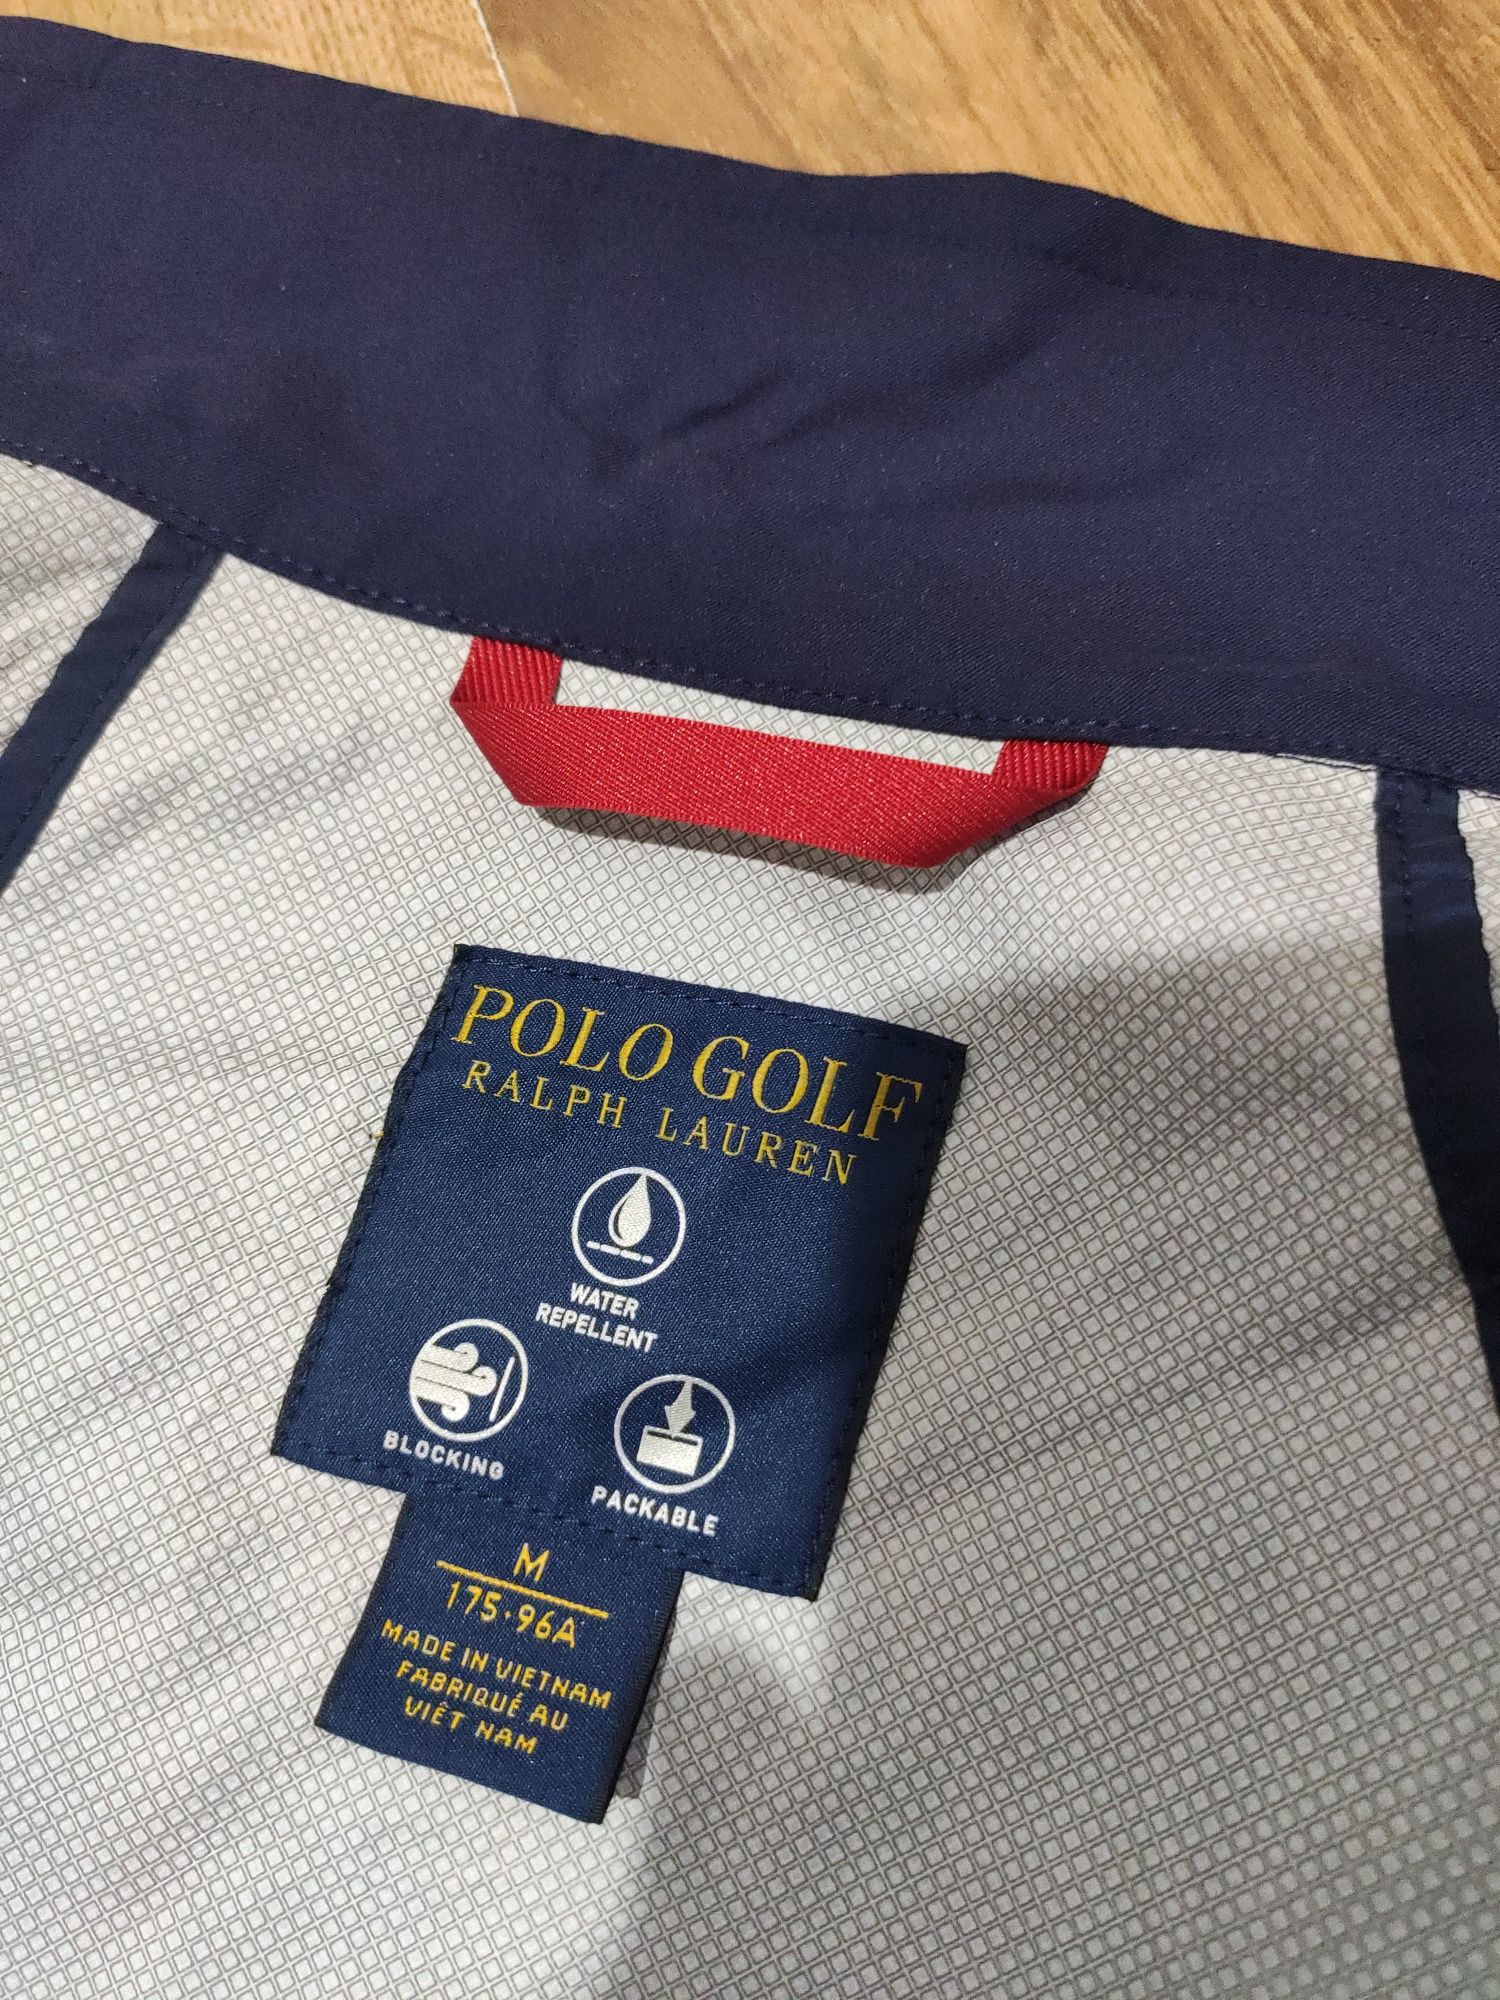 POLO GOLF
RALPH LAUREN
WATER
REPELLENT
BLOCKING
PACKABLE
M
175·96A
MADE IN VIETNAM
FABRIQUÉ AU
VIÊT NAM